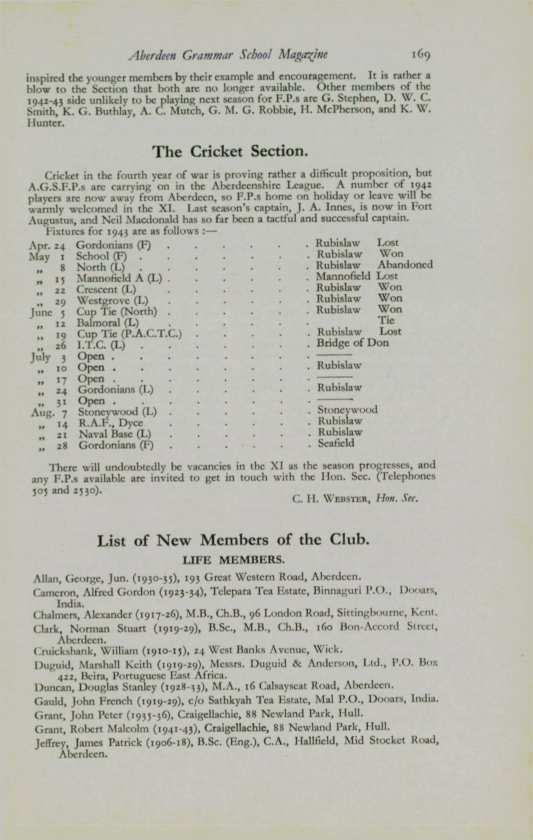 Aberdeen Grammar School Magazine 169
inspired the younger members by their example and encouragement. It is rather a
blow to the Section that both are no longer available. Other members of the
1942-43 side unlikely to be playing next season for F.P.s are G. Stephen, D. W. C.
Smith, K. G. Buthlay, A. C. Mutch, G. M. G. Robbie, H. McPherson, and K. W.
Hunter.
The Cricket Section.
Cricket in the fourth year of war is proving rather a difficult proposition, but
A.G.S.F.P.s are carrying on in the Aberdeenshire League. A number of 1942
players are now away from Aberdeen, so F.P.s home on holiday or leave will be
warmly welcomed in the XI. Last season's captain, J. A. Innes, is now in Fort
Augustus, and Neil Macdonald has so far been a tactful and successful captain.
Fixtures for 1943 are as follows :—
Apr. 24 Gordonians (F) . . . . . . Rubislaw Lost
May 1 School (F) . . . . . . . Rubislaw Won
„ 8 North (L) . . . . . . . Rubislaw Abandoned
„ 15 Mannofield A (L) . . . . . . Mannofield Lost
„ 22 Crescent (L) . . . . . . Rubislaw Won
„ 29 Westgrove (L) . . . . . . Rubislaw Won
June 5 Cup Tie (North) . . . . . . Rubislaw Won
„ 12 Balmoral (L) . . . . . . Tie
„ 19 Cup Tie (P.A.C.T.C.) . . . . . Rubislaw Lost
„ 26 I.T.C. (L) . . . . . . . Bridge of Don
July 3 Open . . . . . . . . ———
„ 10 Open . . . . . . . . Rubislaw
„ 17 Open . . . . . . . . ———
„ 24 Gordonians (L) . . . . . . Rubislaw
„ 31 Open . . . . . . . . ———
Aug. 7 Stoneywood (L) . . . . . . Stoneywood
„ 14 R.A.F., Dyce . . . . . . Rubislaw
„ 21 Naval Base (L) . . . . . . Rubislaw
„ 28 Gordonians (F) . . . . . . Seafield
There will undoubtedly be vacancies in the XI as the season progresses, and
any F.P.s available are invited to get in touch with the Hon. Sec. (Telephones
505 and 2530).
C. H. Webster, Hon. Sec.
List of New Members of the Club.
LIFE MEMBERS.
Allan, George, Jun. (1930-35), 193 Great Western Road, Aberdeen.
Cameron, Alfred Gordon (1923-34), Telepara Tea Estate, Binnaguri P.O., Dooars,
India.
Chalmers, Alexander (1917-26), M.B., Ch.B., 96 London Road, Sittingbourne, Kent.
Clark, Norman Stuart (1919-29), B.Sc., M.B., Ch.B., 160 Bon-Accord Street,
Aberdeen.
Cruickshank, William (1910-15), 24 West Banks Avenue, Wick.
Duguid, Marshall Keith (1919-29), Messrs. Duguid & Anderson, Ltd., P.O. Box
422, Beira, Portuguese East Africa.
Duncan, Douglas Stanley (1928-33), M.A., 16 Calsayseat Road, Aberdeen.
Gauld, John French (1919-29), c/o Sathkyah Tea Estate, Mal P.O., Dooars, India.
Grant, John Peter (1935-36), Craigellachie, 88 Newland Park, Hull.
Grant, Robert Malcolm (1941-43), Craigellachie, 88 Newland Park, Hull.
Jeffrey, James Patrick (1906-18), B.Sc. (Eng.), C.A., Hallfield, Mid Stocket Road,
Aberdeen.